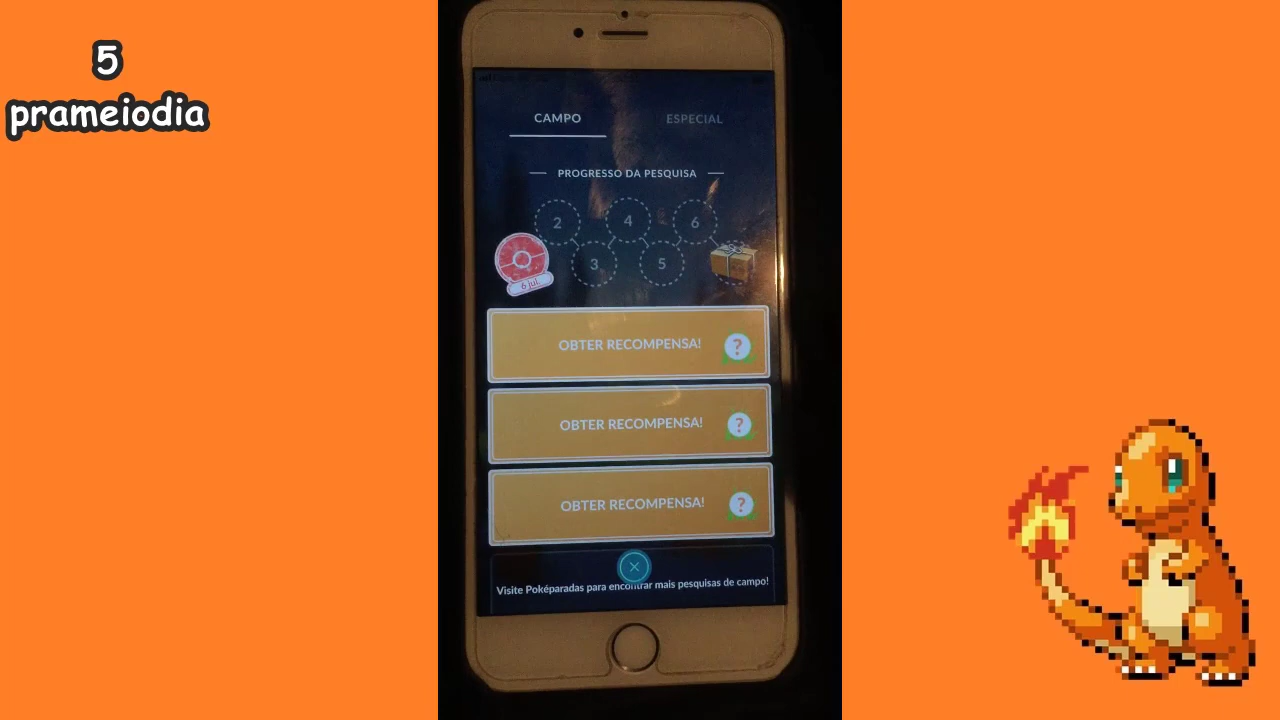 5
prameiodia
CAMPO
ESPECIAL
PROGRESSO DA PESQUISA
2
4
6
3
5
6 jul.
OBTER RECOMPENSA!
?
OBTER RECOMPENSA!
?
OBTER RECOMPENSA!
?
Visite Poképaradas para encontrar mais pesquisas de campo!